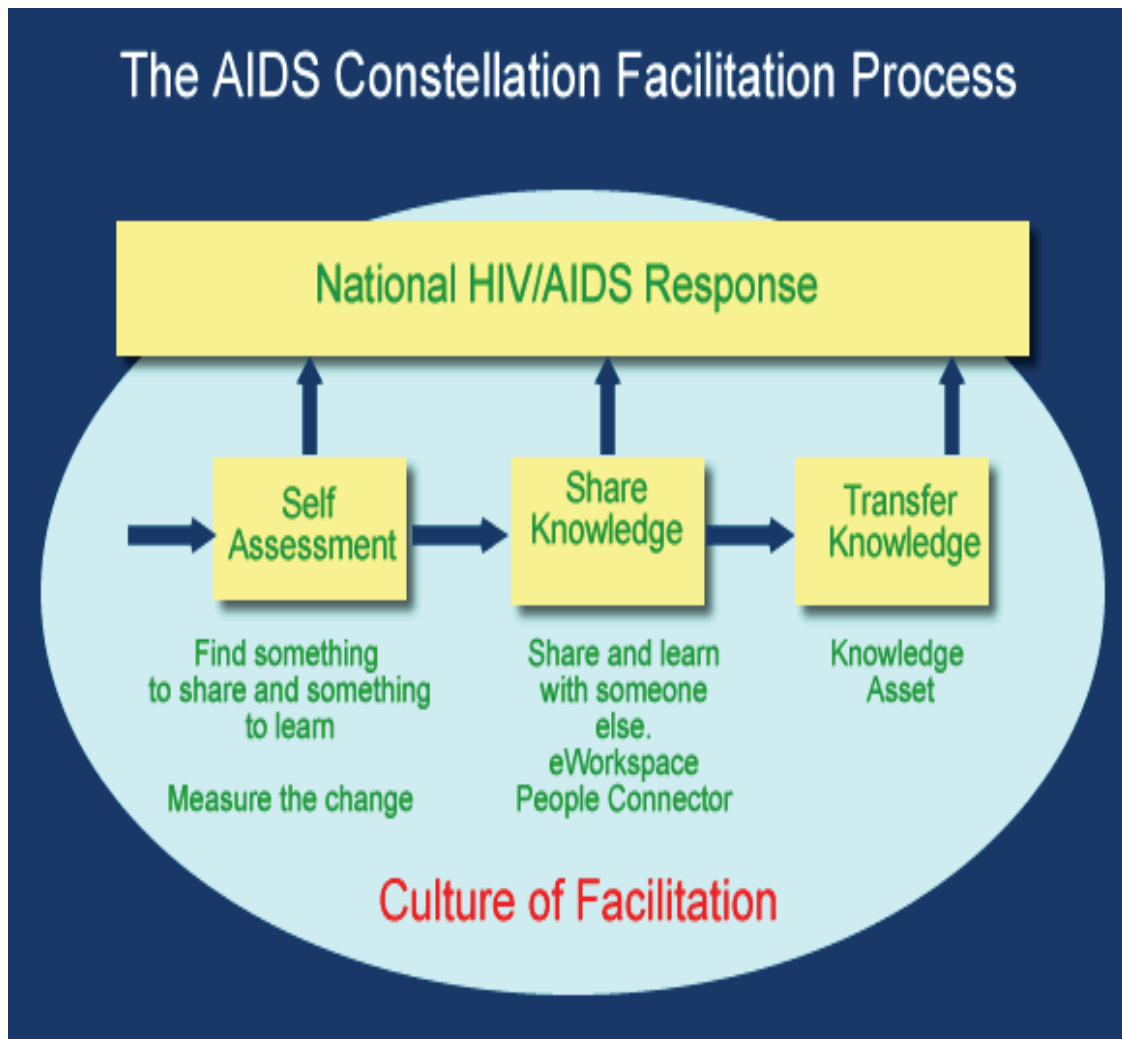 The AIDS Constellation Facilitation Process
National HIV/AIDS Response
Self
Assessment
Share
Knowledge
Transfer
Knowledge
Find something
to share and something
to learn
Measure the change
Share and learn
with someone
else.
eWorkspace
People Connector
Knowledge
Asset
Culture of Facilitation